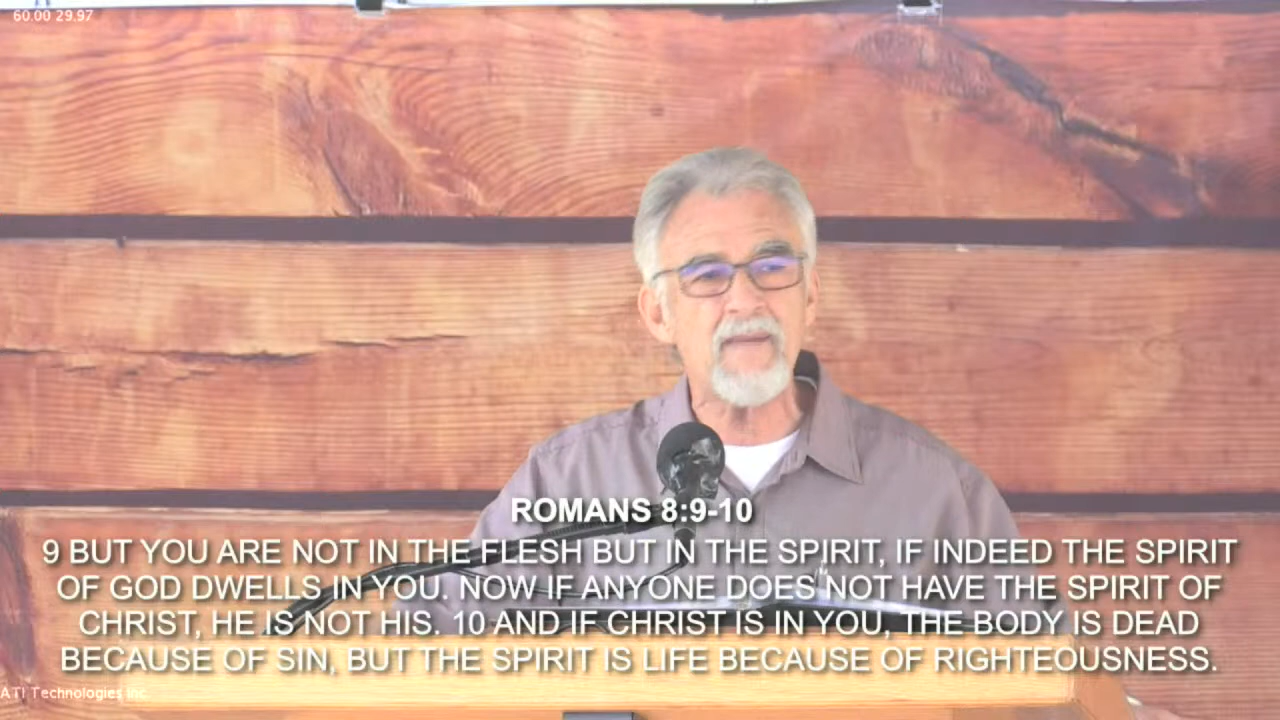 60.00 29.97
ROMANS 8:9-10
9 BUT YOU ARE NOT IN THE FLESH BUT IN THE SPIRIT, IF INDEED THE SPIRIT
OF GOD DWELLS IN YOU. NOW IF ANYONE DOES NOT HAVE THE SPIRIT OF
CHRIST, HE IS NOT HIS. 10 AND IF CHRIST IS IN YOU, THE BODY IS DEAD
BECAUSE OF SIN, BUT THE SPIRIT IS LIFE BECAUSE OF RIGHTEOUSNESS.
ATI Technologies Inc.